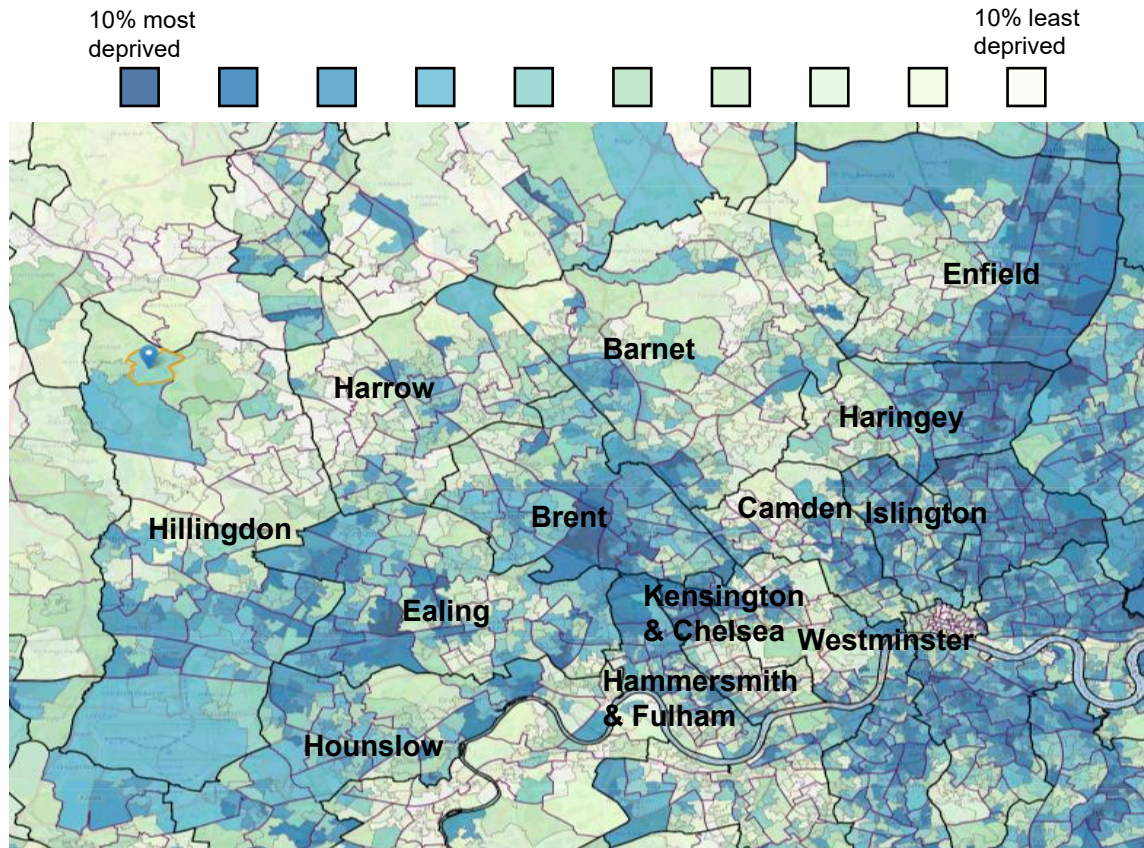 10% most
deprived
10% least
deprived
Enfield
Barnet
Harrow
Haringey
Camden
Islington
Brent
Hillingdon
Kensington
& Chelsea
Ealing
Westminster
Hammersmith
& Fulham
Hounslow